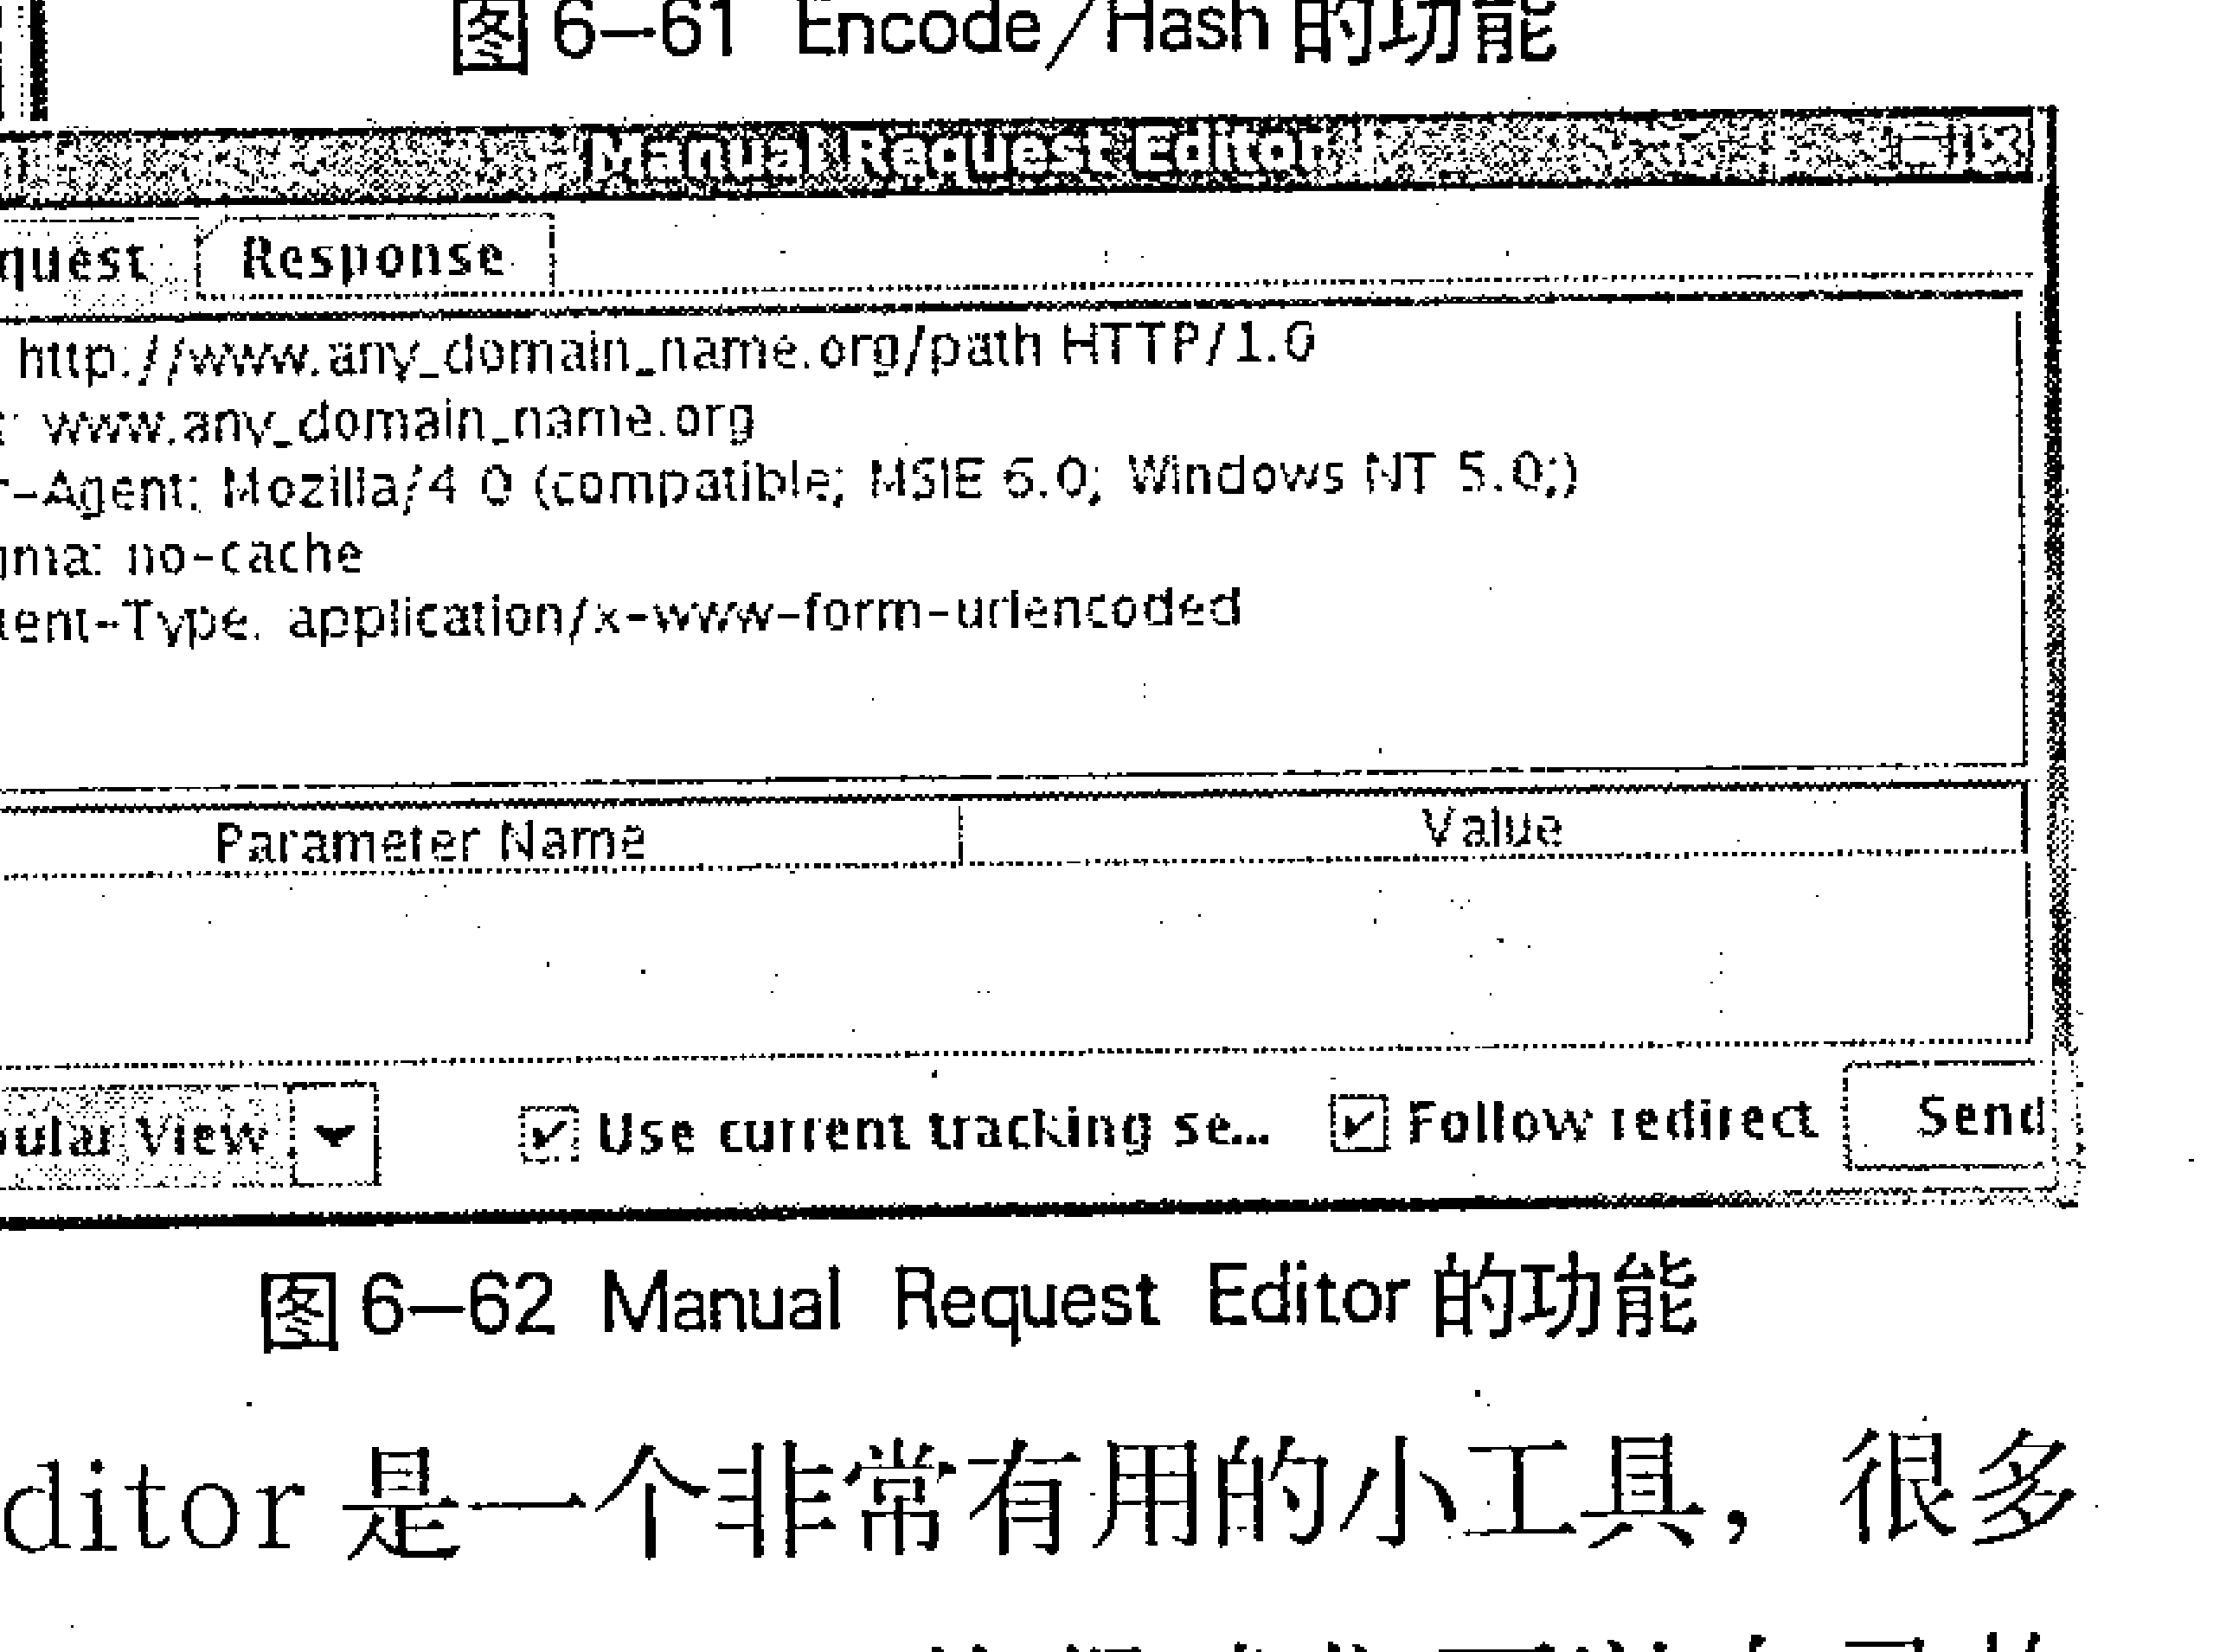 图 6-61 Encode/Hash 的功能
Manual Request Editor
quest Response
http://www.any_domain_name.org/path HTTP/1.0
: www.any_domain_name.org
r-Agent: Mozilla/4.0 (compatible; MSIE 6.0; Windows NT 5.0;)
gma: no-cache
tent-Type: application/x-www-form-urlencoded
Parameter Name Value
bular View Use current tracking se... Follow redirect Send
图 6-62 Manual Request Editor 的功能
ditor 是一个非常有用的小工具，很多